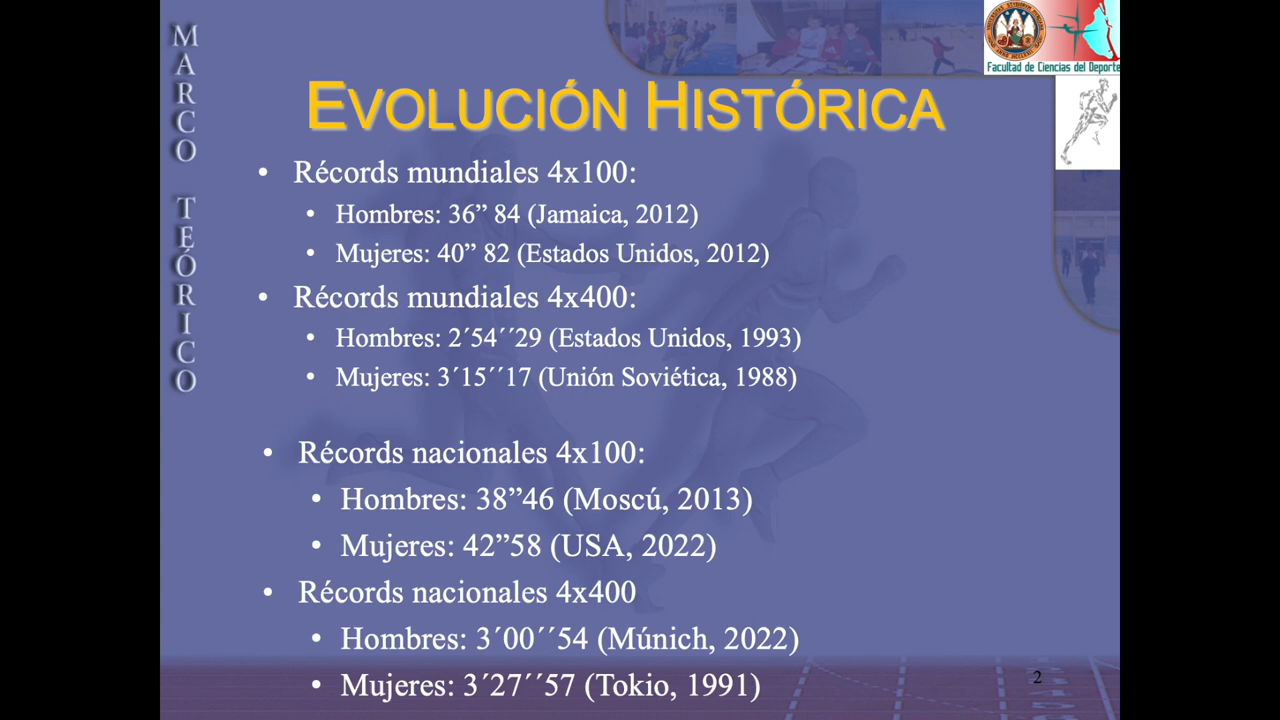 MARCO TEÓRICO
Facultad de Ciencias del Deporte
EVOLUCIÓN HISTÓRICA
• Récords mundiales 4x100:
• Hombres: 36” 84 (Jamaica, 2012)
• Mujeres: 40” 82 (Estados Unidos, 2012)
• Récords mundiales 4x400:
• Hombres: 2´54´´29 (Estados Unidos, 1993)
• Mujeres: 3´15´´17 (Unión Soviética, 1988)
• Récords nacionales 4x100:
• Hombres: 38”46 (Moscú, 2013)
• Mujeres: 42”58 (USA, 2022)
• Récords nacionales 4x400
• Hombres: 3´00´´54 (Múnich, 2022)
• Mujeres: 3´27´´57 (Tokio, 1991)
2